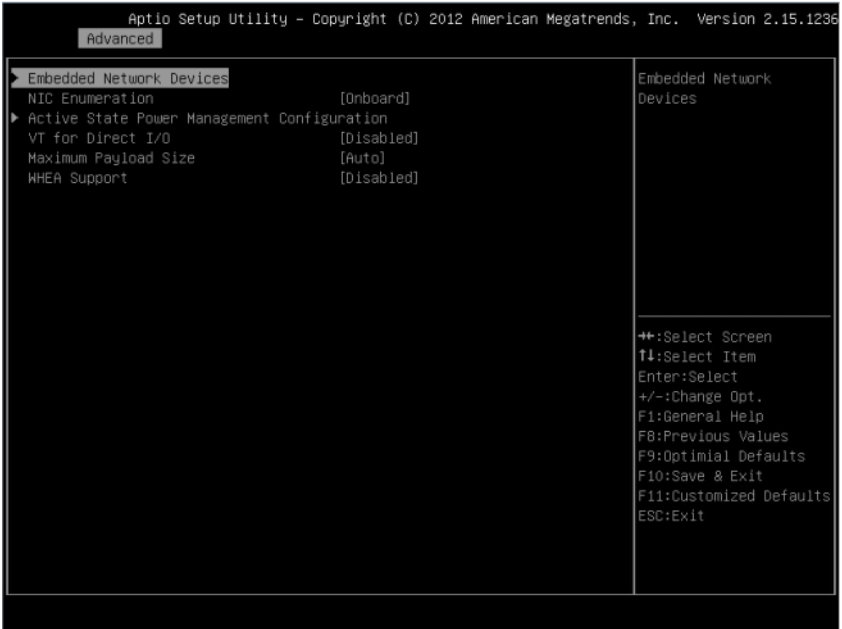 Aptio Setup Utility – Copyright (C) 2012 American Megatrends, Inc. Version 2.15.1236
Advanced
Embedded Network Devices
NIC Enumeration [Onboard]
Active State Power Management Configuration
VT for Direct I/O [Disabled]
Maximum Payload Size [Auto]
WHEA Support [Disabled]
Embedded Network
Devices
→←:Select Screen
↑↓:Select Item
Enter:Select
+/-:Change Opt.
F1:General Help
F8:Previous Values
F9:Optimial Defaults
F10:Save & Exit
F11:Customized Defaults
ESC:Exit